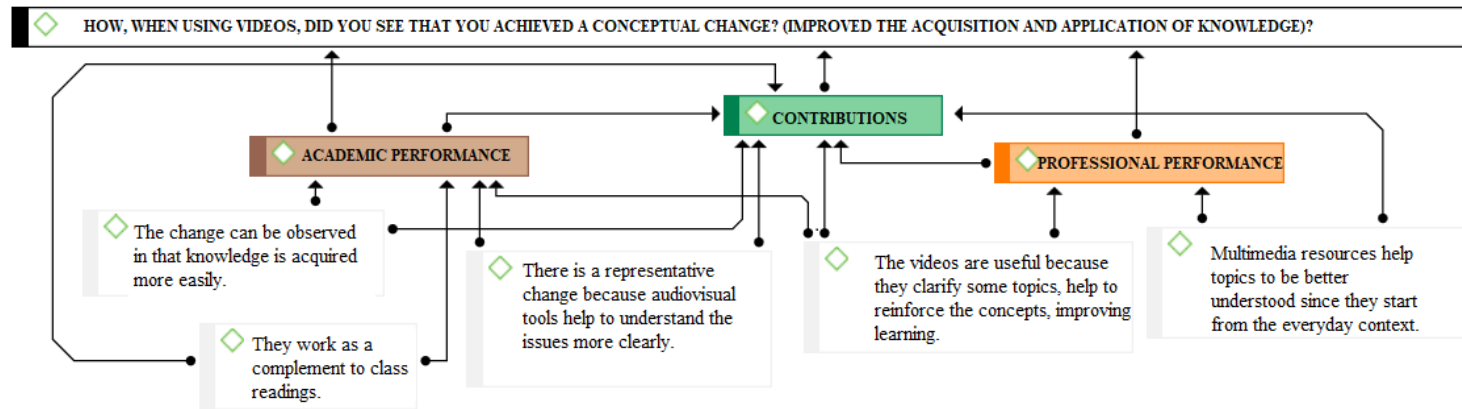 HOW, WHEN USING VIDEOS, DID YOU SEE THAT YOU ACHIEVED A CONCEPTUAL CHANGE? (IMPROVED THE ACQUISITION AND APPLICATION OF KNOWLEDGE)?
CONTRIBUTIONS
ACADEMIC PERFORMANCE
PROFESSIONAL PERFORMANCE
The change can be observed
in that knowledge is acquired
more easily.
There is a representative
change because audiovisual
tools help to understand the
issues more clearly.
The videos are useful because
they clarify some topics, help to
reinforce the concepts, improving
learning.
Multimedia resources help
topics to be better
understood since they start
from the everyday context.
They work as a
complement to class
readings.